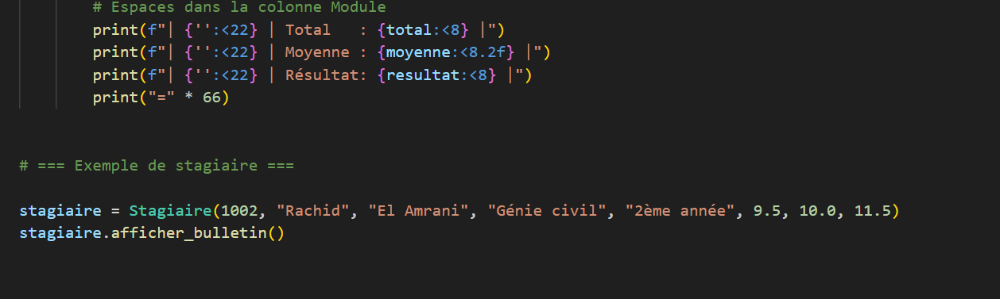 # Espaces dans la colonne Module
print(f"| {'':<22} | Total   : {total:<8} |")
print(f"| {'':<22} | Moyenne : {moyenne:<8.2f} |")
print(f"| {'':<22} | Résultat: {resultat:<8} |")
print("=" * 66)
# === Exemple de stagiaire ===
stagiaire = Stagiaire(1002, "Rachid", "El Amrani", "Génie civil", "2ème année", 9.5, 10.0, 11.5)
stagiaire.afficher_bulletin()